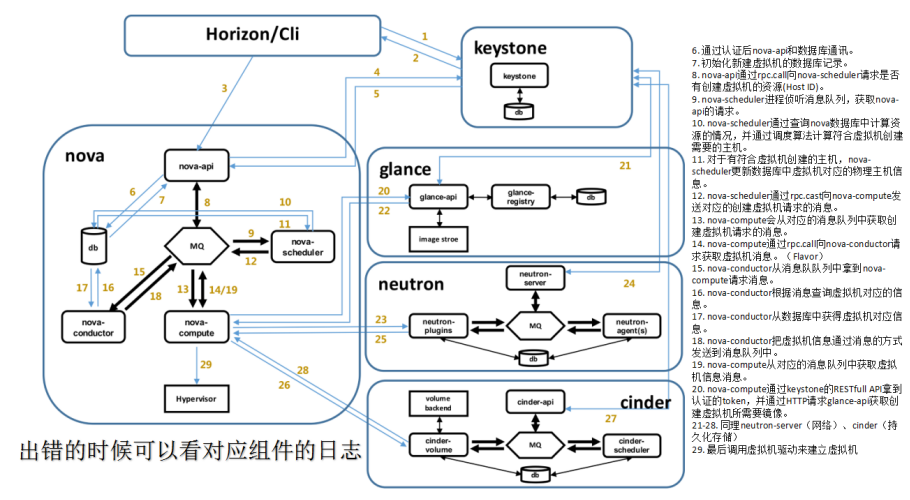 Horizon/Cli
1
2
3
4
5
keystone
keystone
db
nova
nova-api
6
7
8
9
10
11
12
db
MQ
nova-
scheduler
15
16
17
18
13
14/19
nova-
conductor
nova-
compute
29
Hypervisor
20
21
22
glance
glance-api
glance-
registry
db
image stroe
23
24
25
neutron
neutron-
server
neutron-
plugins
MQ
neutron-
agent(s)
db
26
27
28
cinder
volume
backend
cinder-api
cinder-
volume
MQ
cinder-
scheduler
db
出错的时候可以看对应组件的日志
6. 通过认证后nova-api和数据库通讯。
7. 初始化新建虚拟机的数据库记录。
8. nova-api通过rpc.call向nova-scheduler请求是否
有创建虚拟机的资源(Host ID)。
9. nova-scheduler进程侦听消息队列，获取nova-
api的请求。
10. nova-scheduler通过查询nova数据库中计算资
源的情况，并通过调度算法计算符合虚拟机创建
需要的主机。
11. 对于有符合虚拟机创建的主机，nova-
scheduler更新数据库中虚拟机对应的物理主机信
息。
12. nova-scheduler通过rpc.cast向nova-compute发
送对应的创建虚拟机请求的消息。
13. nova-compute会从对应的消息队列中获取创
建虚拟机请求的消息。
14. nova-compute通过rpc.call向nova-conductor请
求获取虚拟机消息。（Flavor）
15. nova-conductor从消息队队列中拿到nova-
compute请求消息。
16. nova-conductor根据消息查询虚拟机对应的信
息。
17. nova-conductor从数据库中获得虚拟机对应信
息。
18. nova-conductor把虚拟机信息通过消息的方式
发送到消息队列中。
19. nova-compute从对应的消息队列中获取虚拟
机信息消息。
20. nova-compute通过keystone的RESTfull API拿到
认证的token，并通过HTTP请求glance-api获取创
建虚拟机所需要镜像。
21-28. 同理neutron-server（网络）、cinder（持
久化存储）
29. 最后调用虚拟机驱动来建立虚拟机